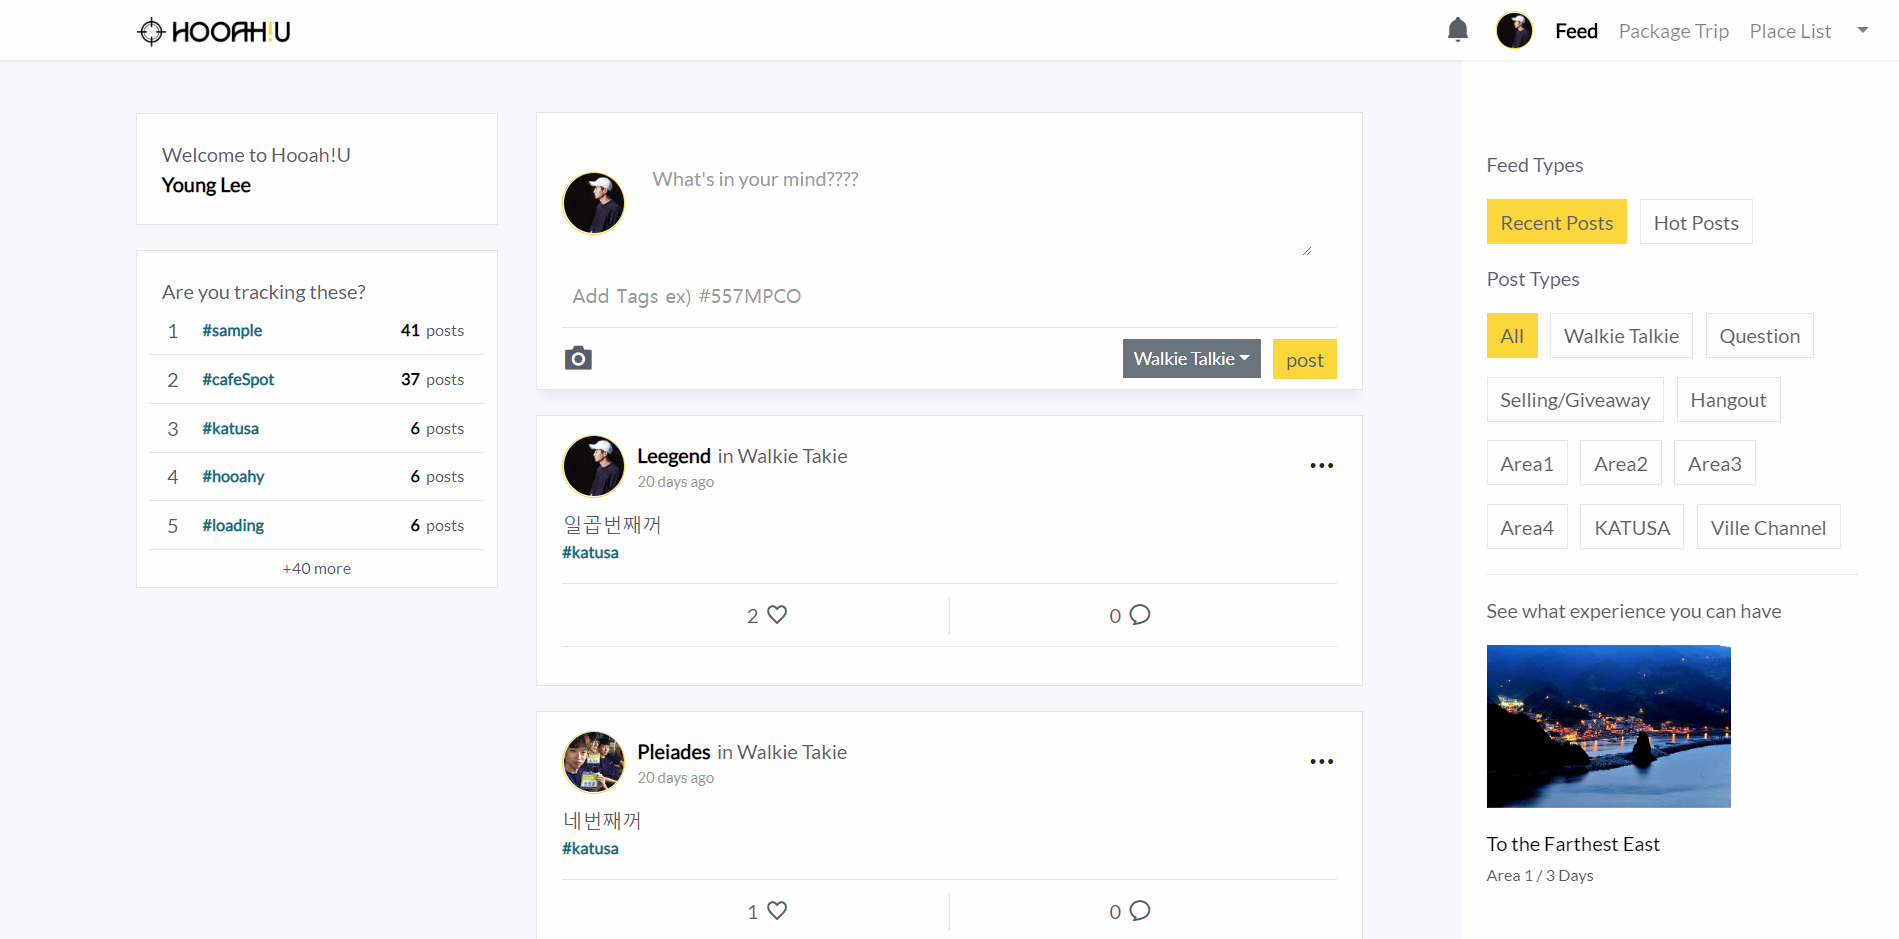 HOOAH!U
Feed Package Trip Place List
Welcome to Hooah!U
Young Lee
Are you tracking these?
1 #sample 41 posts
2 #cafeSpot 37 posts
3 #katusa 6 posts
4 #hooahy 6 posts
5 #loading 6 posts
+40 more
What's in your mind????
Add Tags ex) #557MPCO
Walkie Talkie post
Leegend in Walkie Takie
20 days ago
일곱번째꺼
#katusa
2 0
Pleiades in Walkie Takie
20 days ago
네번째꺼
#katusa
1 0
Feed Types
Recent Posts Hot Posts
Post Types
All Walkie Talkie Question
Selling/Giveaway Hangout
Area1 Area2 Area3
Area4 KATUSA Ville Channel
See what experience you can have
To the Farthest East
Area 1 / 3 Days